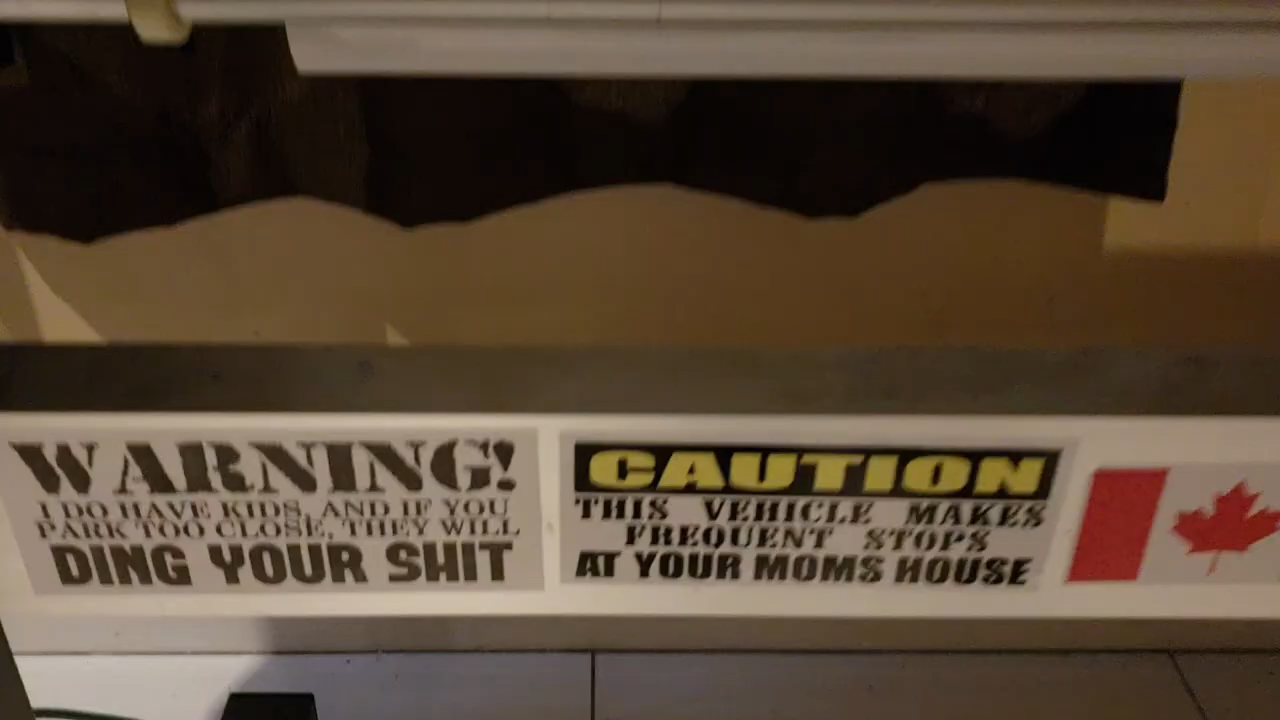 WARNING!
I DO HAVE KIDS, AND IF YOU
PARK TOO CLOSE, THEY WILL
DING YOUR SHIT
CAUTION
THIS VEHICLE MAKES
FREQUENT STOPS
AT YOUR MOMS HOUSE